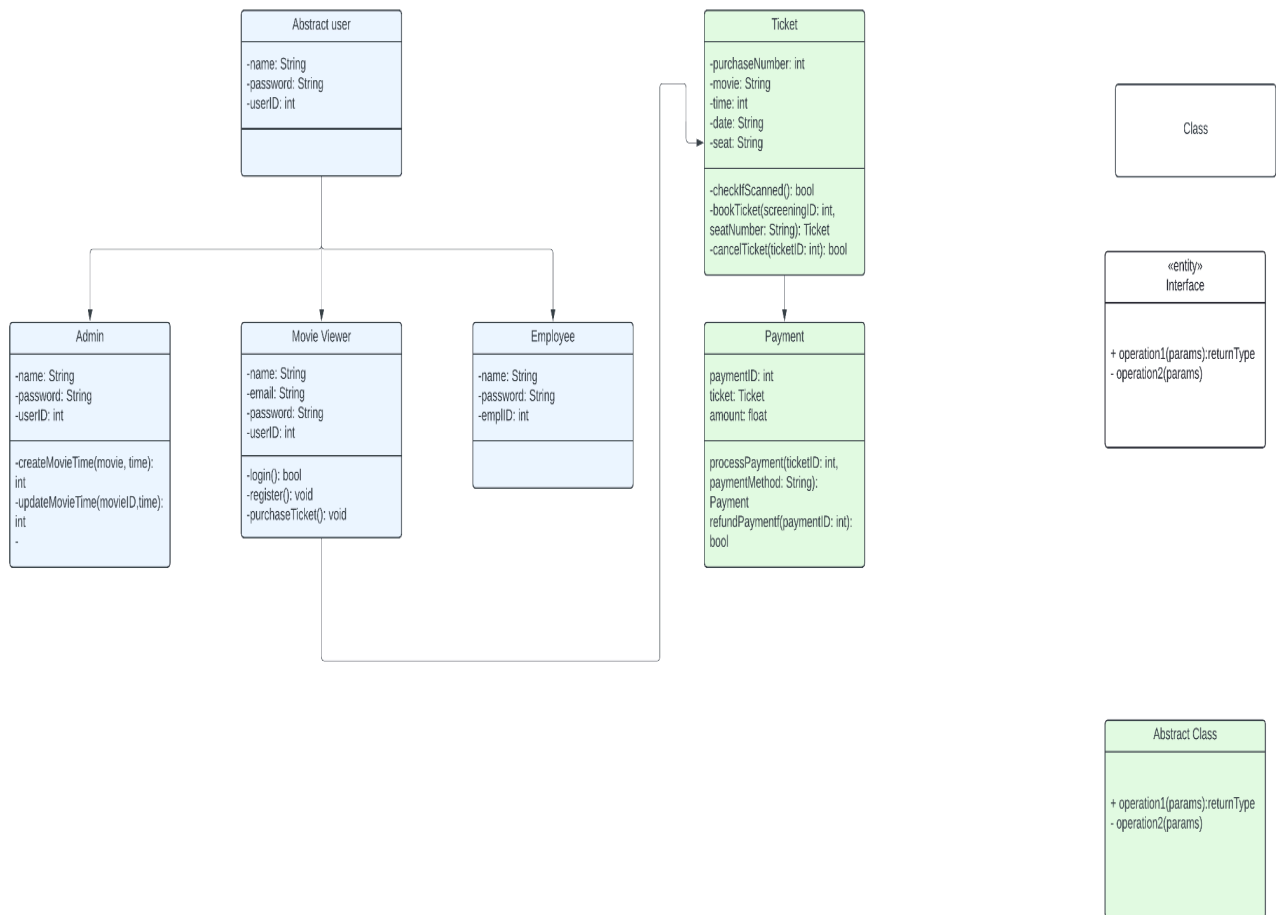 Abstract user
-name: String
-password: String
-userID: int
Ticket
-purchaseNumber: int
-movie: String
-time: int
-date: String
-seat: String
-checkIfScanned(): bool
-bookTicket(screeningID: int,
seatNumber: String): Ticket
-cancelTicket(ticketID: int): bool
Class
«entity»
Interface
+ operation1(params):returnType
- operation2(params)
Admin
-name: String
-password: String
-userID: int
-createMovieTime(movie, time):
int
-updateMovieTime(movieID,time):
int
-
Movie Viewer
-name: String
-email: String
-password: String
-userID: int
-login(): bool
-register(): void
-purchaseTicket(): void
Employee
-name: String
-password: String
-emplID: int
Payment
paymentID: int
ticket: Ticket
amount: float
processPayment(ticketID: int,
paymentMethod: String):
Payment
refundPaymentf(paymentID: int):
bool
Abstract Class
+ operation1(params):returnType
- operation2(params)